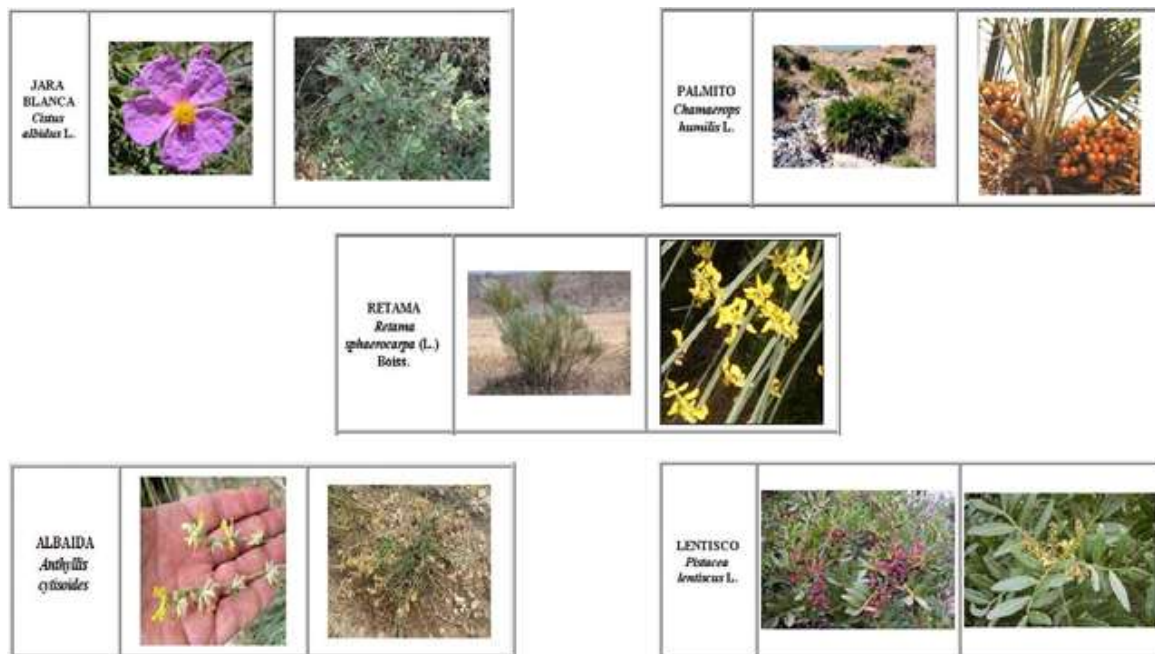 JARA
BLANCA
Cistus
albidus L.
PALMITO
Chamaerops
humilis L.
RETAMA
Retama
sphaerocarpa (L.)
Boiss.
ALBAIDA
Anthyllis
cytisoides
LENTISCO
Pistacea
lentiscus L.